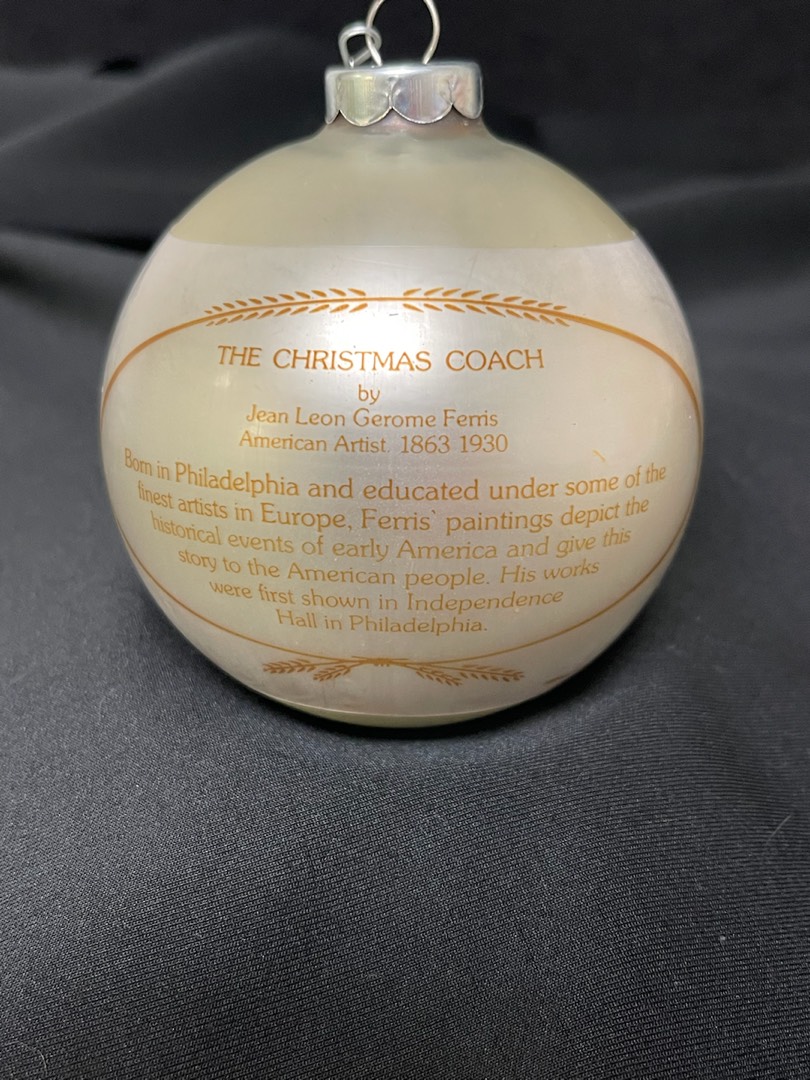 THE CHRISTMAS COACH
by
Jean Leon Gerome Ferris
American Artist 1863 1930
Born in Philadelphia and educated under some of the
finest artists in Europe, Ferris' paintings depict the
historical events of early America and give this
story to the American people. His works
were first shown in Independence
Hall in Philadelphia.